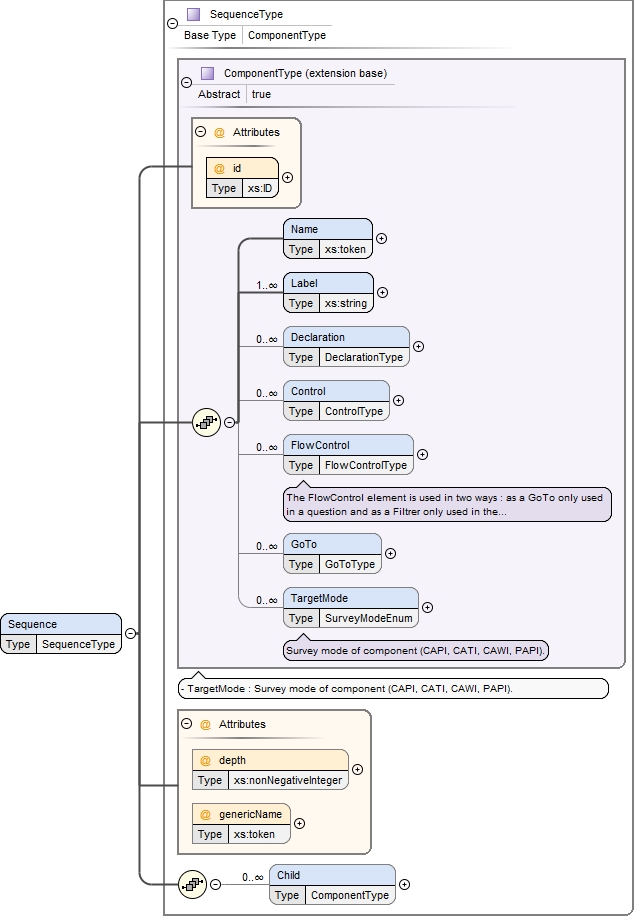 SequenceType
Base Type ComponentType
ComponentType (extension base)
Abstract true
@ Attributes
@ id
Type xs:ID
Name
Type xs:token
1..∞ Label
Type xs:string
0..∞ Declaration
Type DeclarationType
0..∞ Control
Type ControlType
0..∞ FlowControl
Type FlowControlType
The FlowControl element is used in two ways : as a GoTo only used
in a question and as a Filtrer only used in the...
0..∞ GoTo
Type GoToType
0..∞ TargetMode
Type SurveyModeEnum
Survey mode of component (CAPI, CATI, CAWI, PAPI).
Sequence
Type SequenceType
- TargetMode : Survey mode of component (CAPI, CATI, CAWI, PAPI).
@ Attributes
@ depth
Type xs:nonNegativeInteger
@ genericName
Type xs:token
0..∞ Child
Type ComponentType